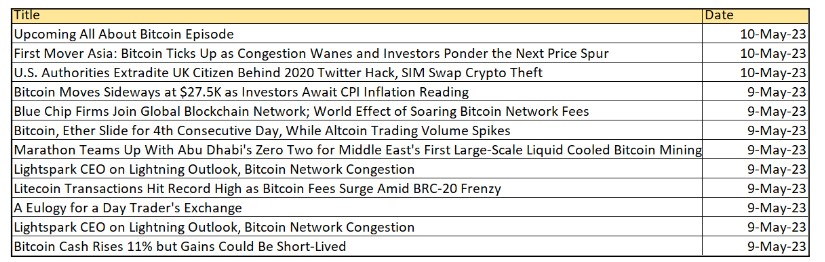 Title Date
Upcoming All About Bitcoin Episode 10-May-23
First Mover Asia: Bitcoin Ticks Up as Congestion Wanes and Investors Ponder the Next Price Spur 10-May-23
U.S. Authorities Extradite UK Citizen Behind 2020 Twitter Hack, SIM Swap Crypto Theft 10-May-23
Bitcoin Moves Sideways at $27.5K as Investors Await CPI Inflation Reading 9-May-23
Blue Chip Firms Join Global Blockchain Network; World Effect of Soaring Bitcoin Network Fees 9-May-23
Bitcoin, Ether Slide for 4th Consecutive Day, While Altcoin Trading Volume Spikes 9-May-23
Marathon Teams Up With Abu Dhabi's Zero Two for Middle East's First Large-Scale Liquid Cooled Bitcoin Mining 9-May-23
Lightspark CEO on Lightning Outlook, Bitcoin Network Congestion 9-May-23
Litecoin Transactions Hit Record High as Bitcoin Fees Surge Amid BRC-20 Frenzy 9-May-23
A Eulogy for a Day Trader's Exchange 9-May-23
Lightspark CEO on Lightning Outlook, Bitcoin Network Congestion 9-May-23
Bitcoin Cash Rises 11% but Gains Could Be Short-Lived 9-May-23